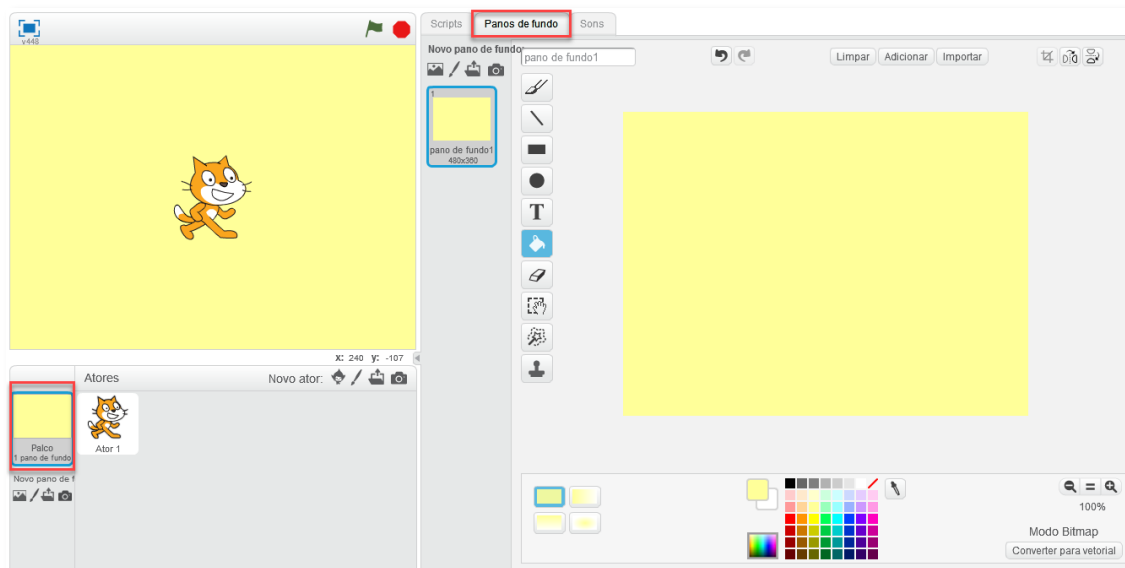 v448
Scripts
Panos de fundo
Sons
Novo pano de fundo:
pano de fundo1
Limpar
Adicionar
Importar
1
pano de fundo1
480x360
T
X: 240 Y: -107
Atores
Novo ator:
Palco
1 pano de fundo
Ator 1
Novo pano de f
100%
Modo Bitmap
Converter para vetorial